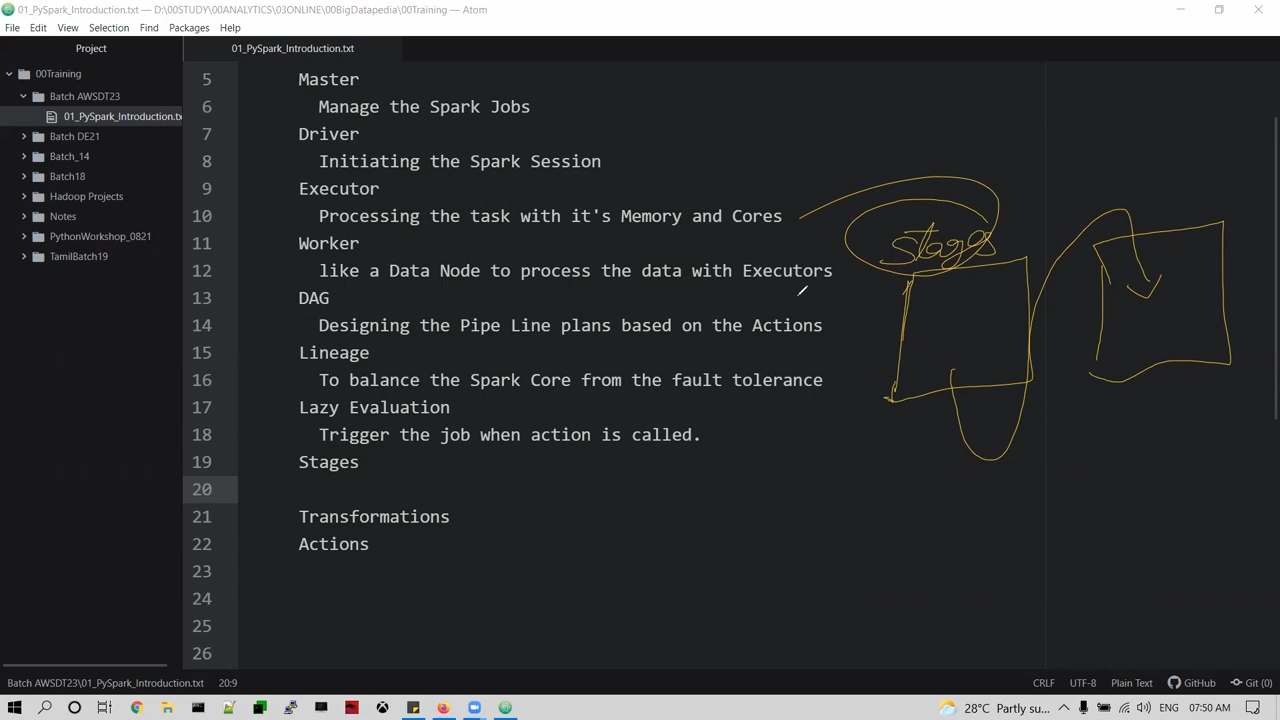 01_PySpark_Introduction.txt — D:\00STUDY\00ANALYTICS\03ONLINE\00BigDatapedia\00Training — Atom
File Edit View Selection Find Packages Help
Project
01_PySpark_Introduction.txt
00Training
Batch AWSDT23
01_PySpark_Introduction.tx
Batch DE21
Batch_14
Batch18
Hadoop Projects
Notes
PythonWorkshop_0821
TamilBatch19
5 Master
6 Manage the Spark Jobs
7 Driver
8 Initiating the Spark Session
9 Executor
10 Processing the task with it's Memory and Cores
11 Worker
12 like a Data Node to process the data with Executors
13 DAG
14 Designing the Pipe Line plans based on the Actions
15 Lineage
16 To balance the Spark Core from the fault tolerance
17 Lazy Evaluation
18 Trigger the job when action is called.
19 Stages
20
21 Transformations
22 Actions
23
24
25
26
stages
Batch AWSDT23\01_PySpark_Introduction.txt 20:9
CRLF UTF-8 Plain Text GitHub Git (0)
28°C Partly su... ENG 07:50 AM